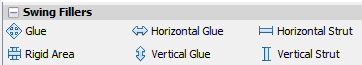 Swing Fillers
Glue Horizontal Glue Horizontal Strut
Rigid Area Vertical Glue Vertical Strut